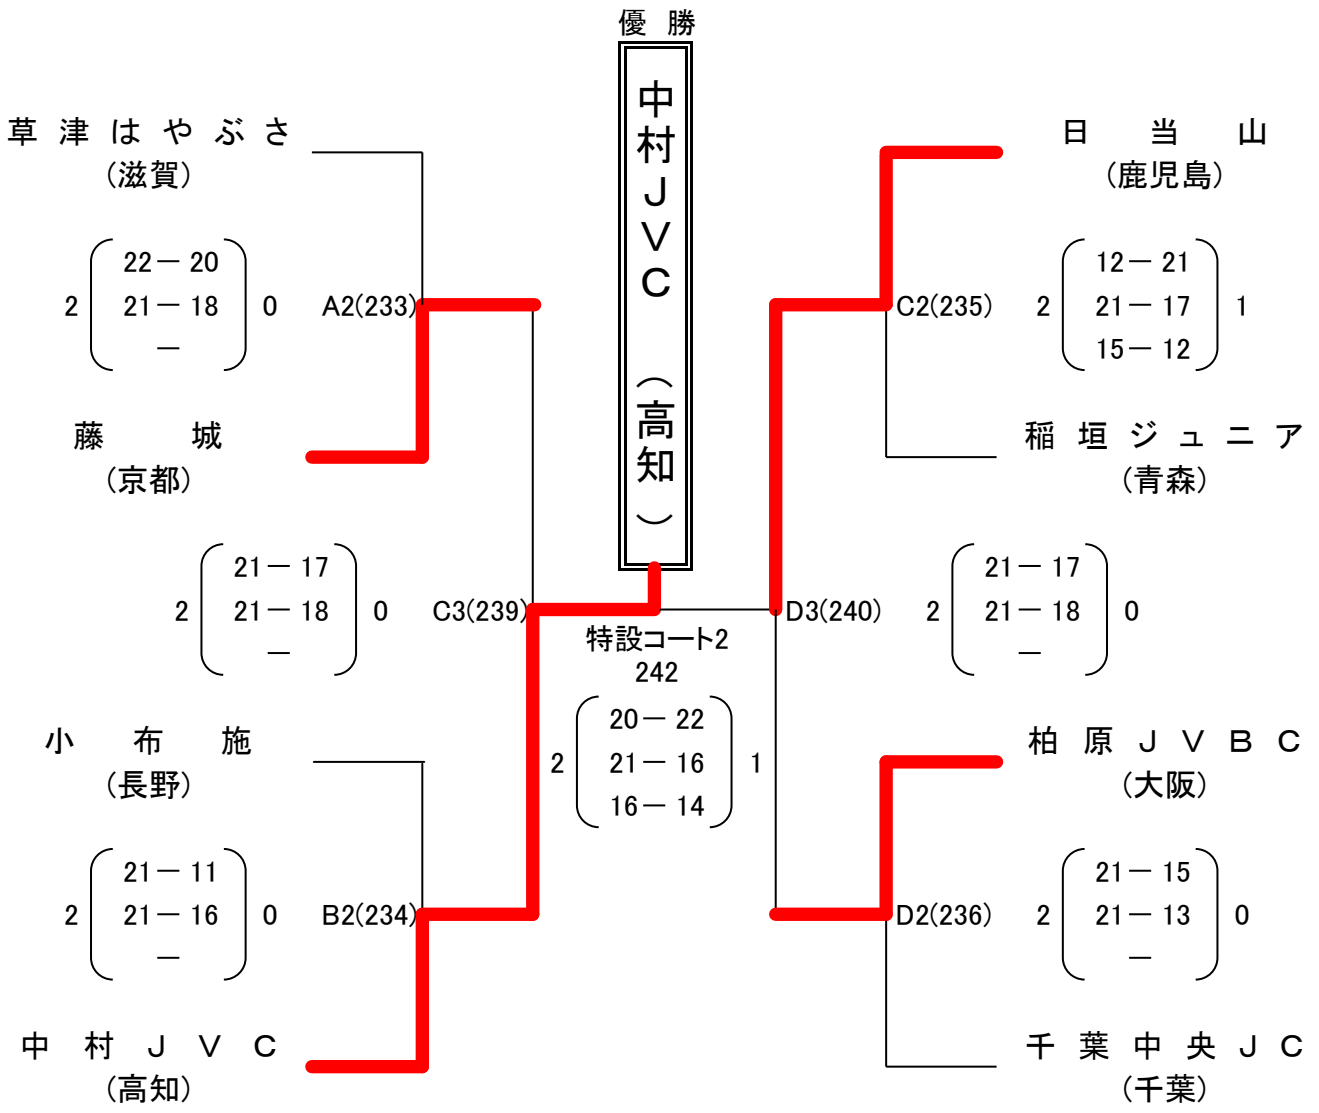 優 勝
中村ＪＶＣ （高知）
草 津 は や ぶ さ
（滋賀）
22－ 20
2 21－ 18 0
－
A2(233)
藤 城
（京都）
21－ 17
2 21－ 18 0
－
C3(239)
小 布 施
（長野）
21－ 11
2 21－ 16 0
－
B2(234)
中 村 Ｊ Ｖ Ｃ
（高知）
特設コート2
242
20－ 22
2 21－ 16 1
16－ 14
日 当 山
（鹿児島）
12－ 21
C2(235) 2 21－ 17 1
15－ 12
稲 垣 ジ ュ ニ ア
（青森）
21－ 17
D3(240) 2 21－ 18 0
－
柏 原 Ｊ Ｖ Ｂ Ｃ
（大阪）
21－ 15
D2(236) 2 21－ 13 0
－
千 葉 中 央 Ｊ Ｃ
（千葉）